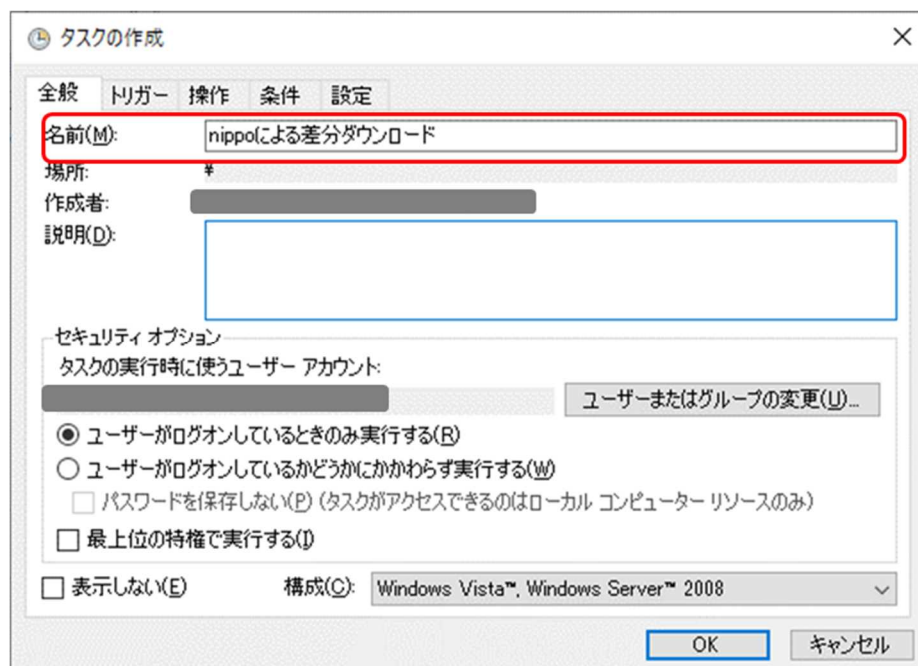 タスクの作成
全般 トリガー 操作 条件 設定
名前(M): nippoによる差分ダウンロード
場所: ¥
作成者:
説明(D):
セキュリティ オプション
タスクの実行時に使うユーザー アカウント:
ユーザーまたはグループの変更(U)...
ユーザーがログオンしているときのみ実行する(R)
ユーザーがログオンしているかどうかにかかわらず実行する(W)
パスワードを保存しない(P) (タスクがアクセスできるのはローカル コンピューター リソースのみ)
最上位の特権で実行する(I)
表示しない(E) 構成(C): Windows Vista™, Windows Server™ 2008
OK キャンセル